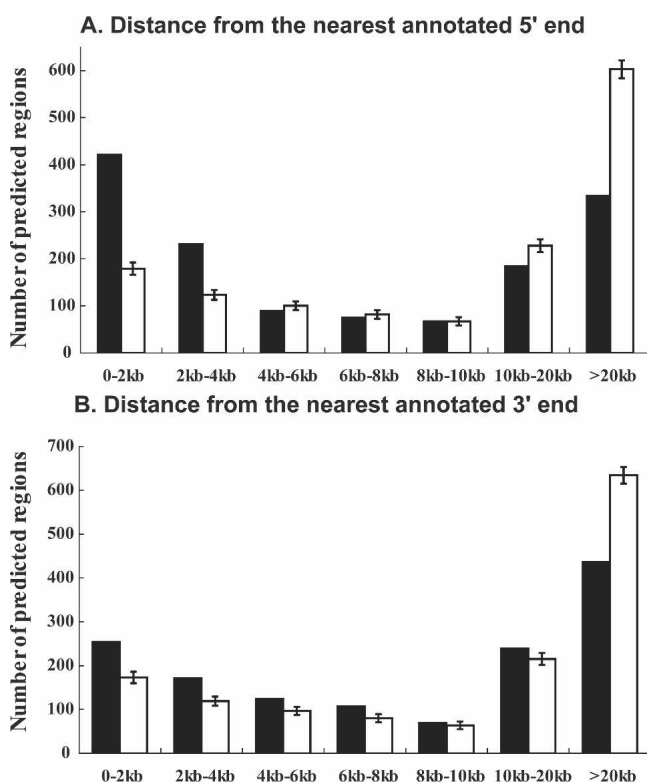 A. Distance from the nearest annotated 5' end
Number of predicted regions
600
500
400
300
200
100
0
0-2kb 2kb-4kb 4kb-6kb 6kb-8kb 8kb-10kb 10kb-20kb >20kb
B. Distance from the nearest annotated 3' end
Number of predicted regions
700
600
500
400
300
200
100
0
0-2kb 2kb-4kb 4kb-6kb 6kb-8kb 8kb-10kb 10kb-20kb >20kb